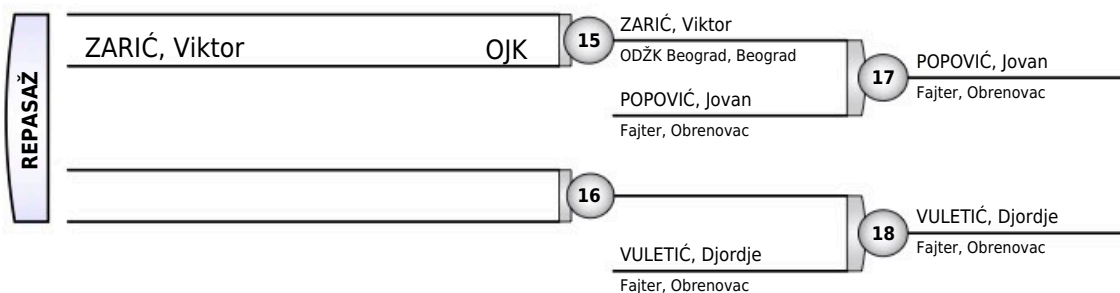 REPASAŽ
ZARIĆ, Viktor OJK
15
ZARIĆ, Viktor
ODŽK Beograd, Beograd
POPOVIĆ, Jovan
Fajter, Obrenovac
17
POPOVIĆ, Jovan
Fajter, Obrenovac
16
VULETIĆ, Djordje
Fajter, Obrenovac
18
VULETIĆ, Djordje
Fajter, Obrenovac